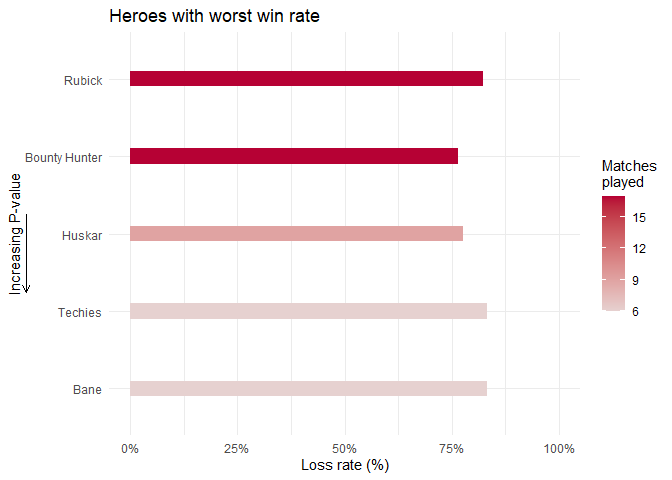 Heroes with worst win rate
Rubick
Bounty Hunter
Huskar
Techies
Bane
Increasing P-value
0%
25%
50%
75%
100%
Loss rate (%)
Matches
played
15
12
9
6